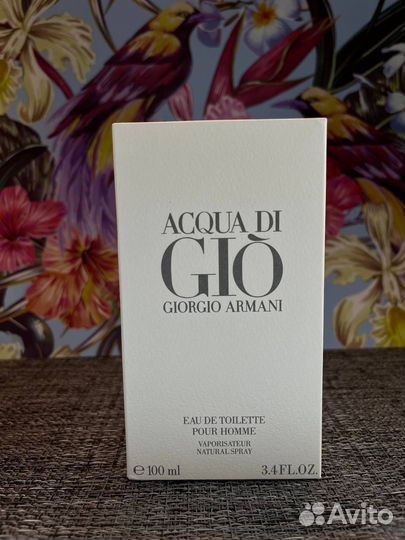 ACQUA DI
GIÒ
GIORGIO ARMANI
EAU DE TOILETTE
POUR HOMME
VAPORISATEUR
NATURAL SPRAY
℮ 100 ml 3.4 FL.OZ.
Avito